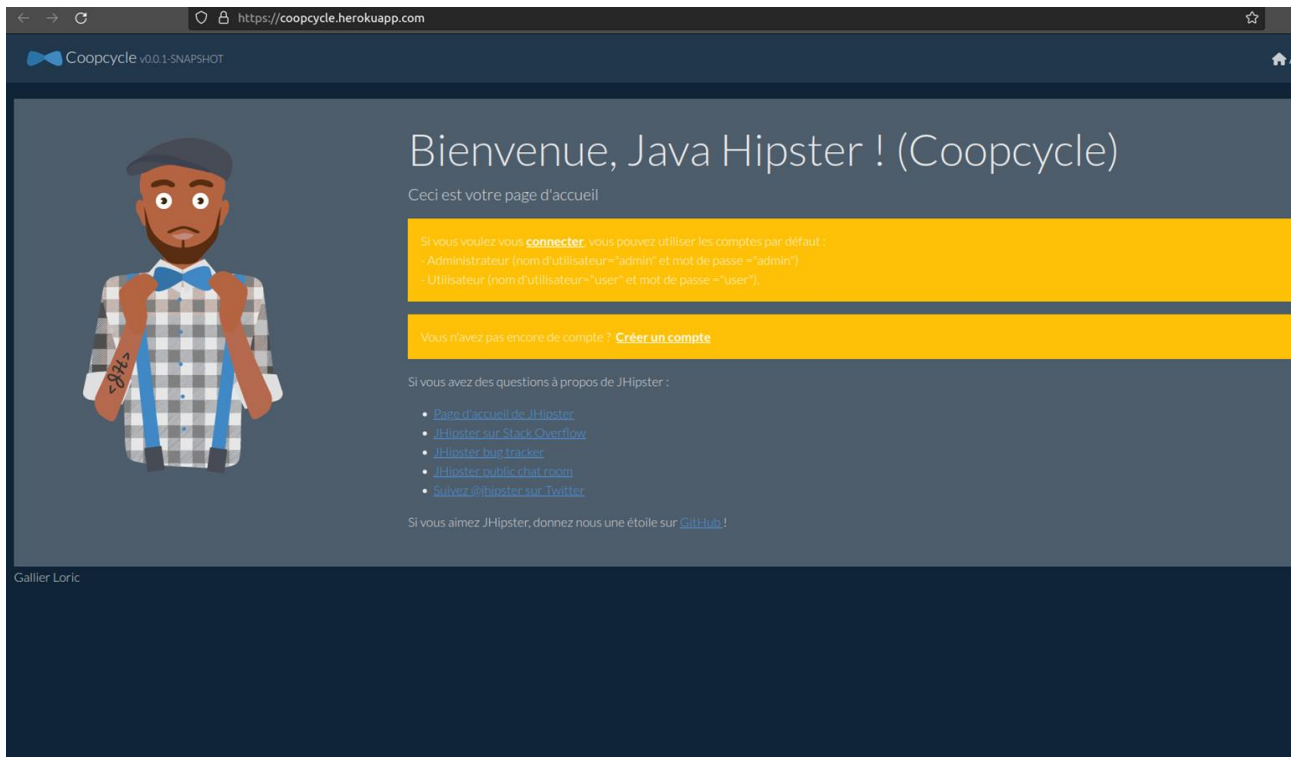 https://coopcycle.herokuapp.com
Coopcycle v0.0.1-SNAPSHOT
Bienvenue, Java Hipster ! (Coopcycle)
Ceci est votre page d'accueil
Si vous voulez vous connecter, vous pouvez utiliser les comptes par défaut :
- Administrateur (nom d'utilisateur="admin" et mot de passe ="admin")
- Utilisateur (nom d'utilisateur="user" et mot de passe ="user").
Vous n'avez pas encore de compte ? Créer un compte
<JH>
Si vous avez des questions à propos de JHipster :
• Page d'accueil de JHipster
• JHipster sur Stack Overflow
• JHipster bug tracker
• JHipster public chat room
• Suivez @jhipster sur Twitter
Si vous aimez JHipster, donnez nous une étoile sur GitHub !
Gallier Loric